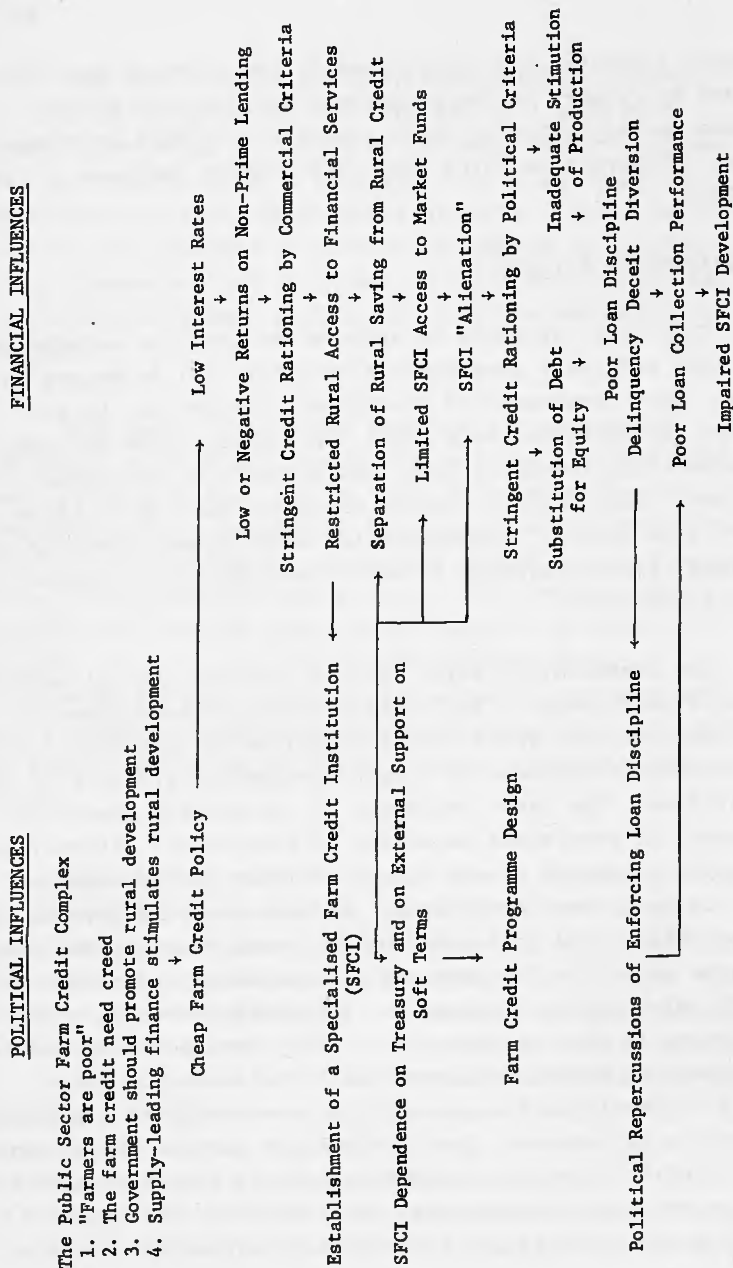 POLITICAL INFLUENCES
The Public Sector Farm Credit Complex
1. "Farmers are poor"
2. The farm credit need creed
3. Government should promote rural development
4. Supply-leading finance stimulates rural development
Cheap Farm Credit Policy
Establishment of a Specialised Farm Credit Institution
(SFCI)
SFCI Dependence on Treasury and on External Support on
Soft Terms
Farm Credit Programme Design
Political Repercussions of Enforcing Loan Discipline
FINANCIAL INFLUENCES
Low Interest Rates
Low or Negative Returns on Non-Prime Lending
Stringent Credit Rationing by Commercial Criteria
Restricted Rural Access to Financial Services
Separation of Rural Saving from Rural Credit
Limited SFCI Access to Market Funds
SFCI "Alienation"
Stringent Credit Rationing by Political Criteria
Substitution of Debt Inadequate Stimution
for Equity of Production
Poor Loan Discipline
Delinquency Deceit Diversion
Poor Loan Collection Performance
Impaired SFCI Development